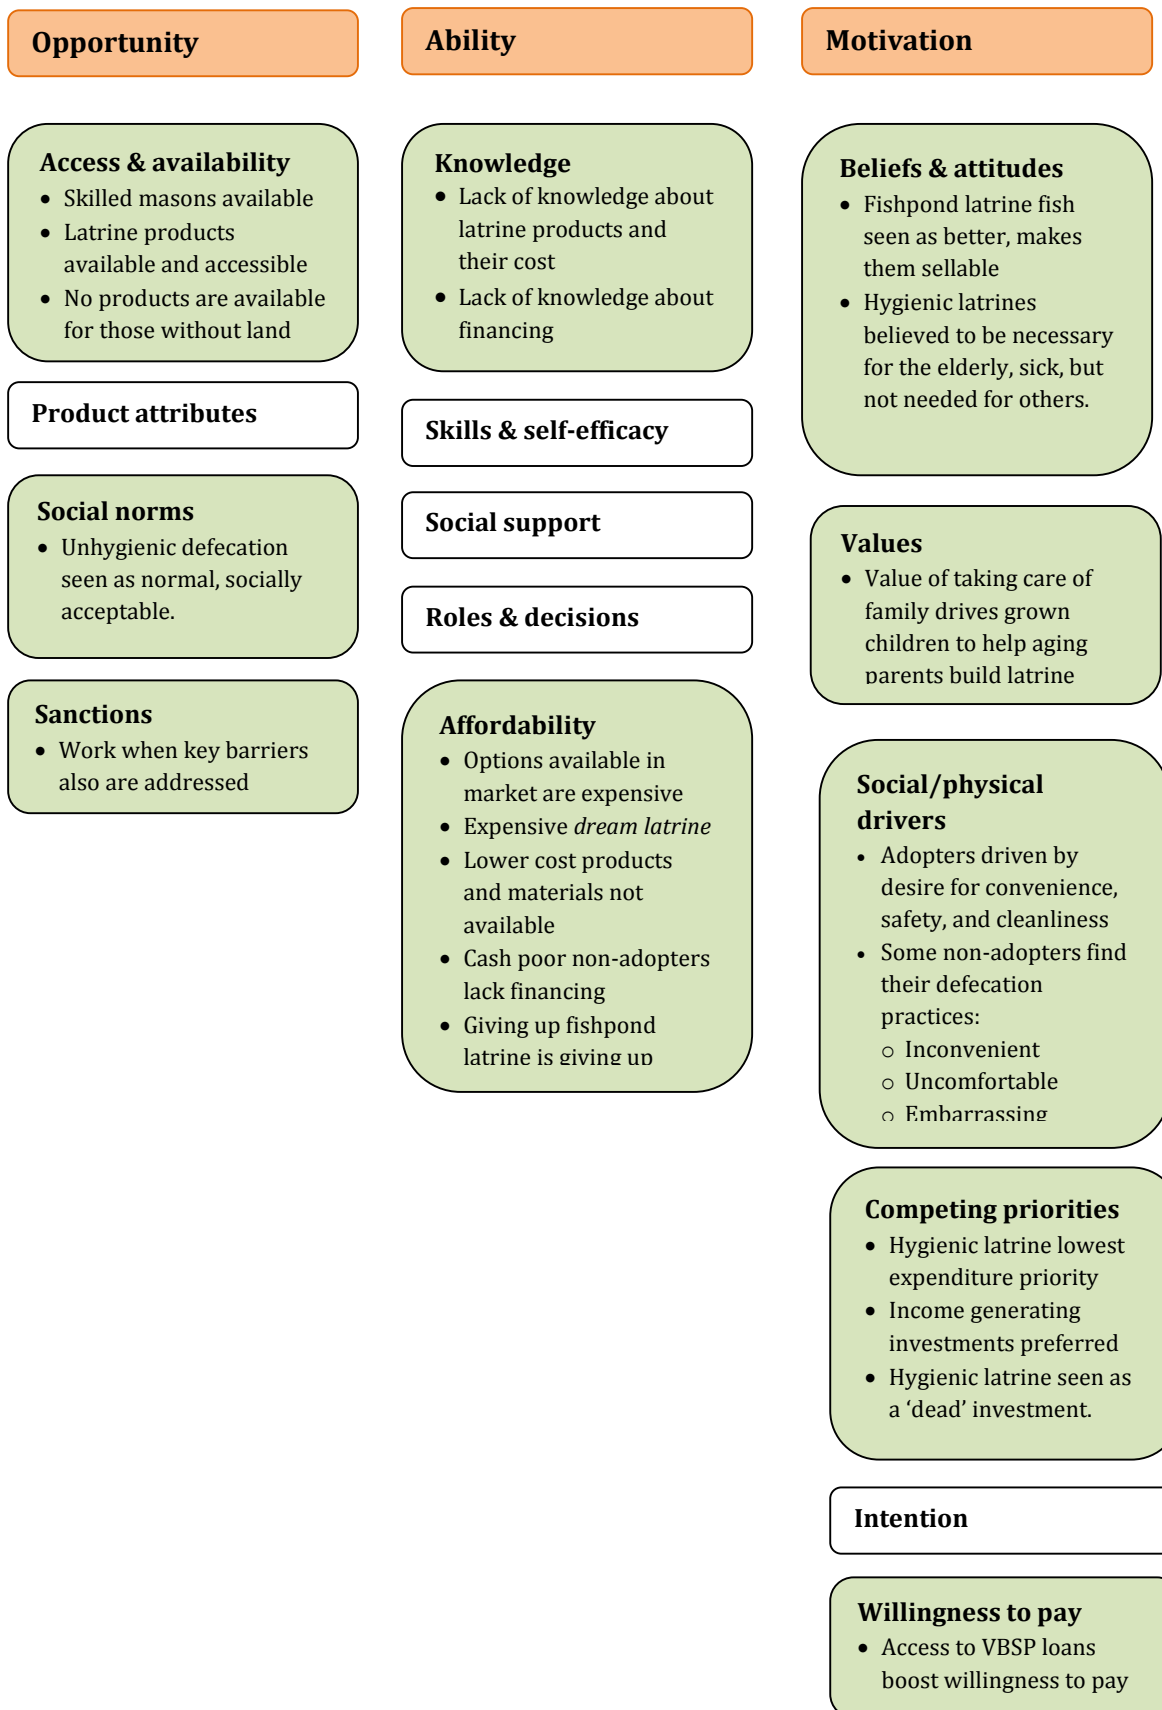 Opportunity
Access & availability
• Skilled masons available
• Latrine products
available and accessible
• No products are available
for those without land
Product attributes
Social norms
• Unhygienic defecation
seen as normal, socially
acceptable.
Sanctions
• Work when key barriers
also are addressed
Ability
Knowledge
• Lack of knowledge about
latrine products and
their cost
• Lack of knowledge about
financing
Skills & self-efficacy
Social support
Roles & decisions
Affordability
• Options available in
market are expensive
• Expensive dream latrine
• Lower cost products
and materials not
available
• Cash poor non-adopters
lack financing
• Giving up fishpond
latrine is giving up
Motivation
Beliefs & attitudes
• Fishpond latrine fish
seen as better, makes
them sellable
• Hygienic latrines
believed to be necessary
for the elderly, sick, but
not needed for others.
Values
• Value of taking care of
family drives grown
children to help aging
parents build latrine
Social/physical
drivers
• Adopters driven by
desire for convenience,
safety, and cleanliness
• Some non-adopters find
their defecation
practices:
o Inconvenient
o Uncomfortable
o Embarrassing
Competing priorities
• Hygienic latrine lowest
expenditure priority
• Income generating
investments preferred
• Hygienic latrine seen as
a ‘dead’ investment.
Intention
Willingness to pay
• Access to VBSP loans
boost willingness to pay